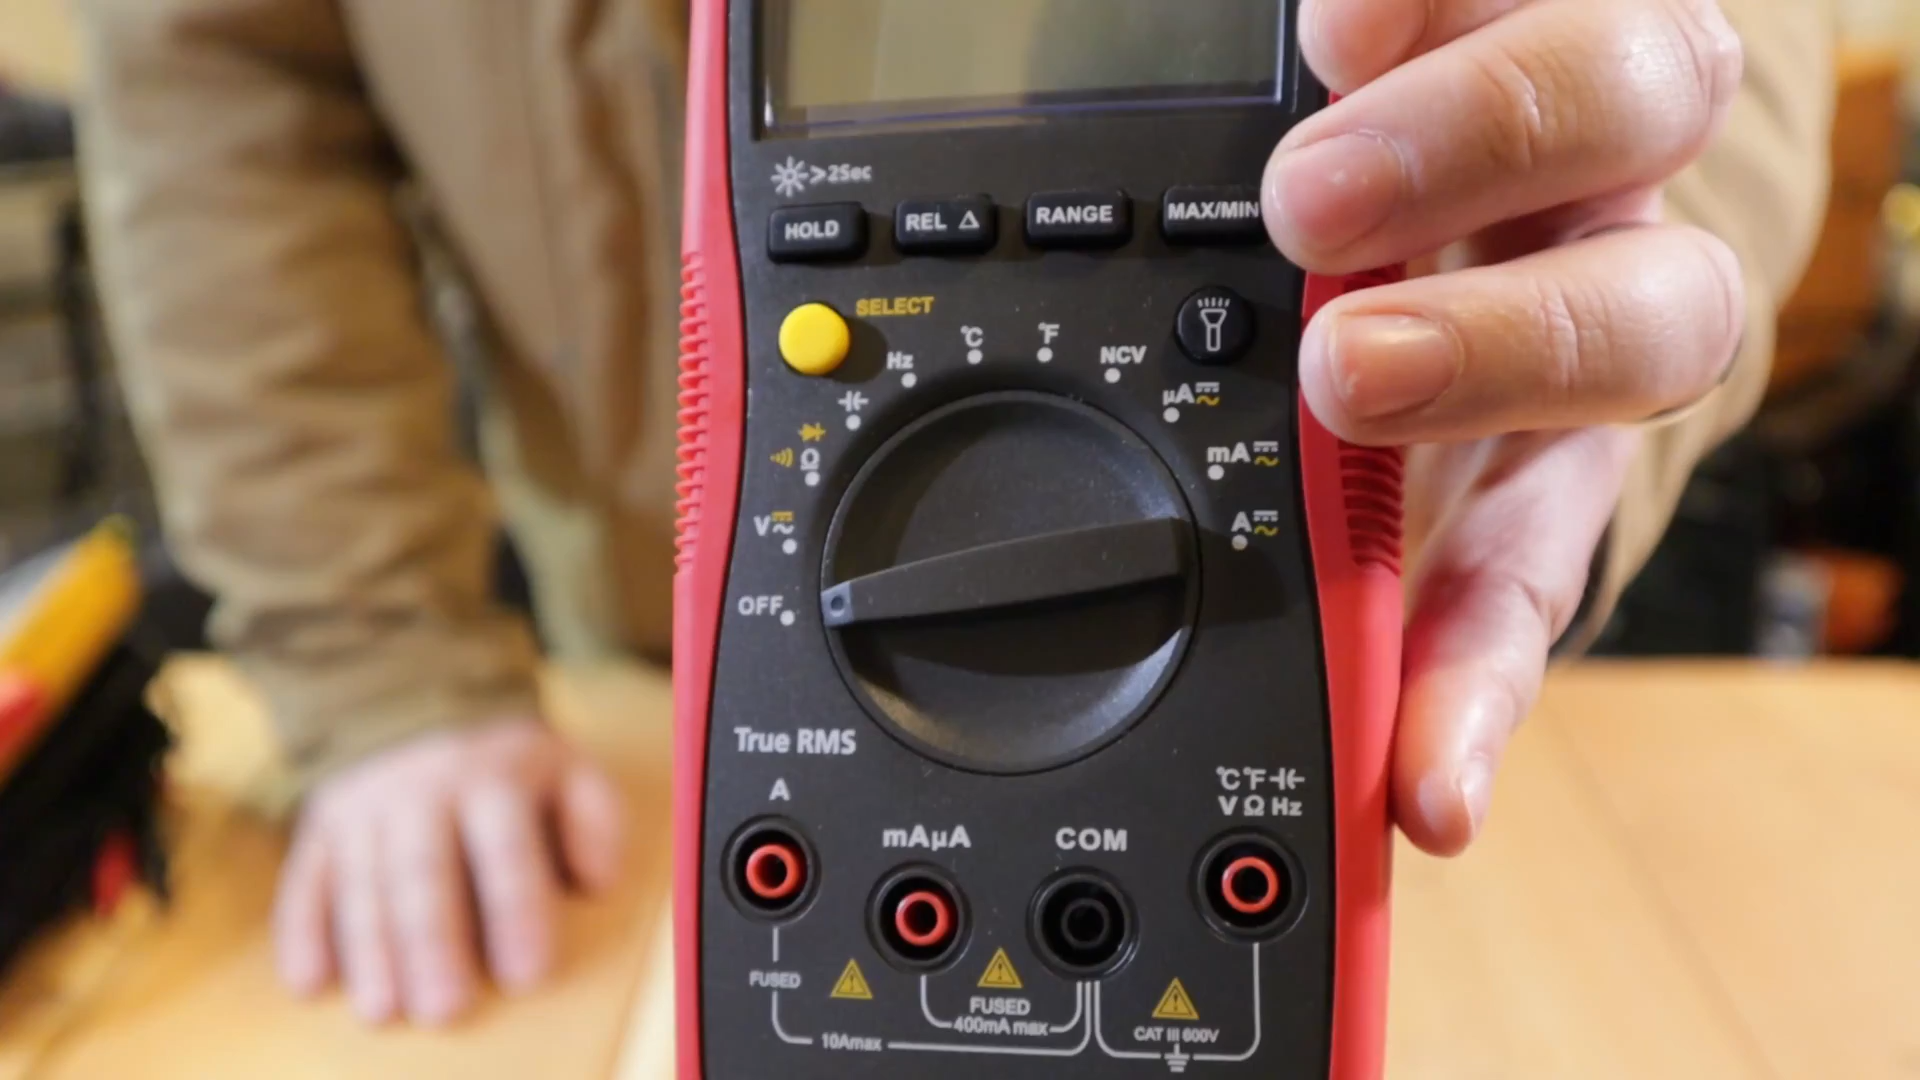 >2Sec
HOLD
REL Δ
RANGE
MAX/MIN
SELECT
Hz
°C
°F
NCV
µA
mA
A
Ω
V
OFF
True RMS
A
mAµA
COM
°C °F
V Ω Hz
FUSED
10Amax
FUSED
400mA max
CAT III 600V